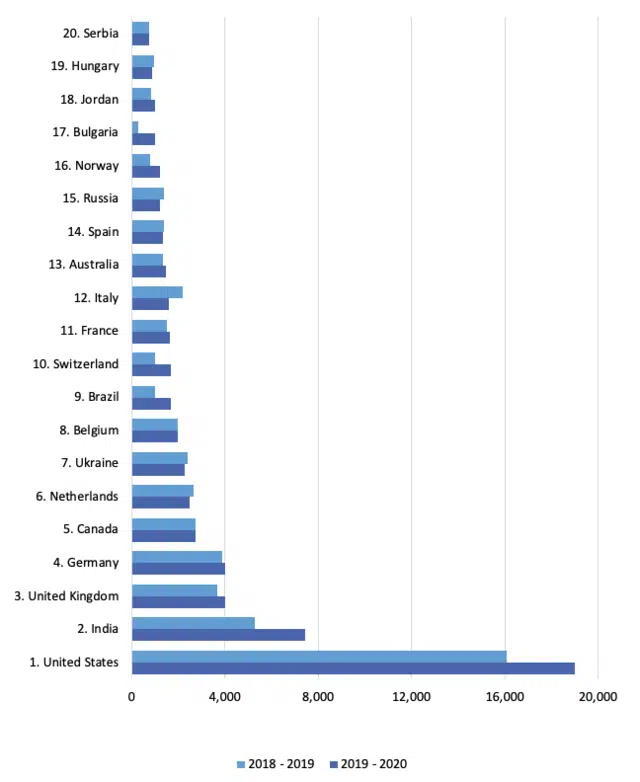 20. Serbia
19. Hungary
18. Jordan
17. Bulgaria
16. Norway
15. Russia
14. Spain
13. Australia
12. Italy
11. France
10. Switzerland
9. Brazil
8. Belgium
7. Ukraine
6. Netherlands
5. Canada
4. Germany
3. United Kingdom
2. India
1. United States
0 4,000 8,000 12,000 16,000 20,000
2018 - 2019 2019 - 2020